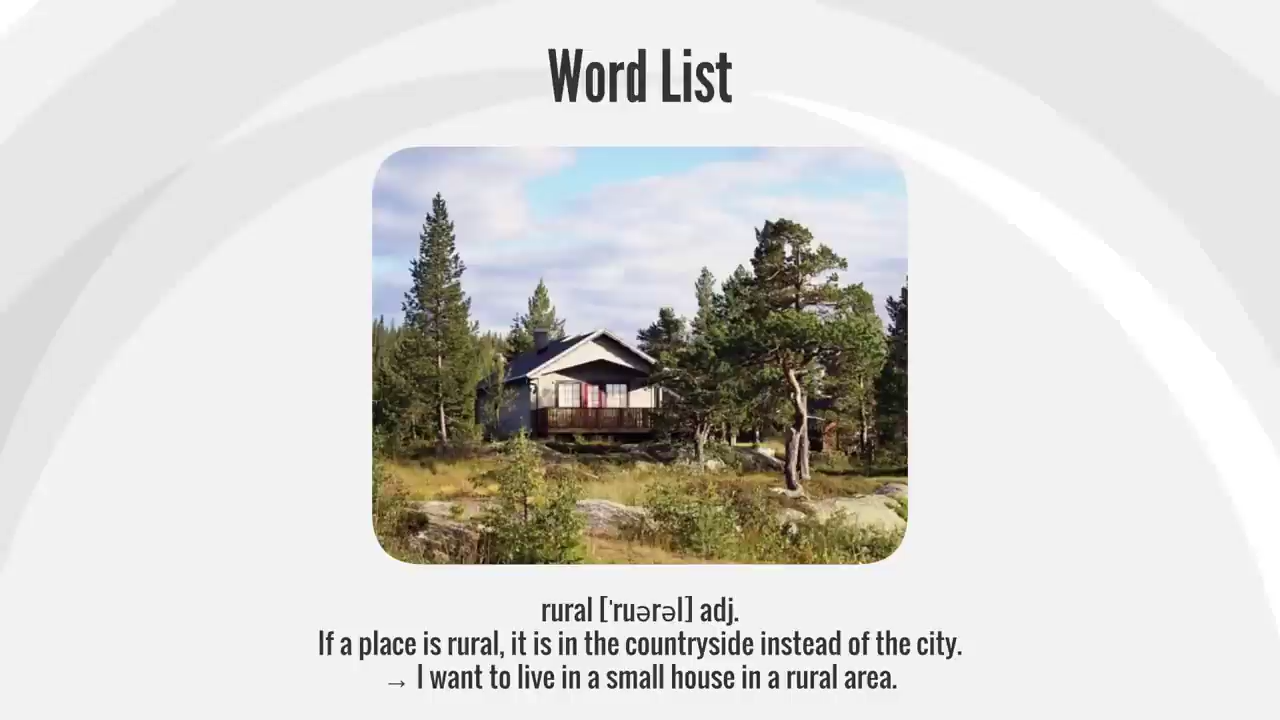 Word List
rural [ˈruərəl] adj.
If a place is rural, it is in the countryside instead of the city.
→ I want to live in a small house in a rural area.